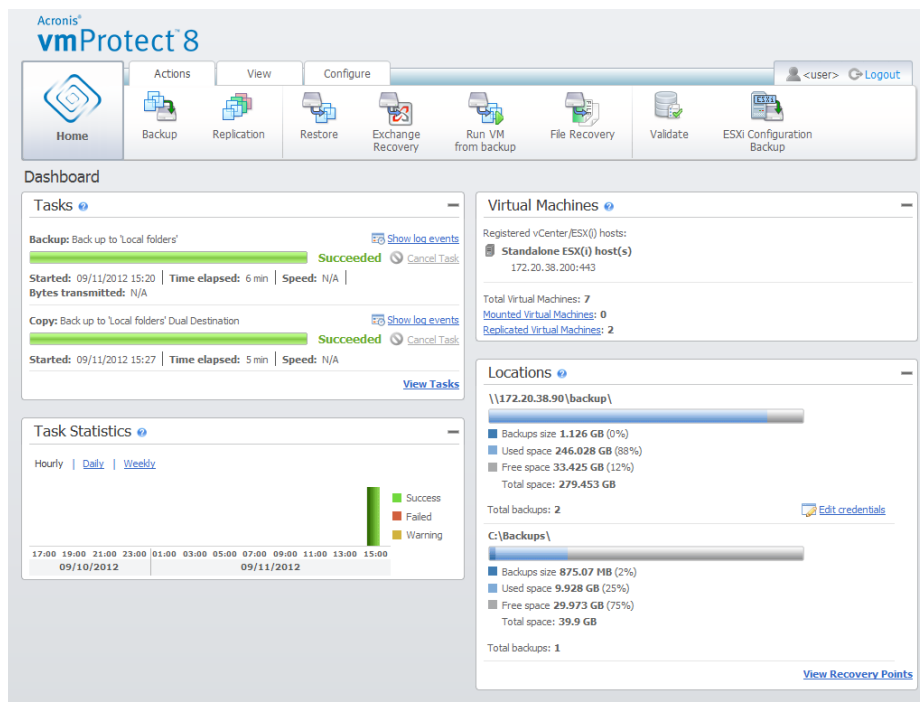 Acronis®
vmProtect™ 8
Actions View Configure
<user> Logout
Home
Backup
Replication
Restore
Exchange
Recovery
Run VM
from backup
File Recovery
Validate
ESXi Configuration
Backup
Dashboard
Tasks
Backup: Back up to 'Local folders'
Show log events
Succeeded
Cancel Task
Started: 09/11/2012 15:20 | Time elapsed: 6 min | Speed: N/A |
Bytes transmitted: N/A
Copy: Back up to 'Local folders' Dual Destination
Show log events
Succeeded
Cancel Task
Started: 09/11/2012 15:27 | Time elapsed: 5 min | Speed: N/A
View Tasks
Task Statistics
Hourly | Daily | Weekly
Success
Failed
Warning
17:00 19:00 21:00 23:00 01:00 03:00 05:00 07:00 09:00 11:00 13:00 15:00
09/10/2012 09/11/2012
Virtual Machines
Registered vCenter/ESX(i) hosts:
Standalone ESX(i) host(s)
172.20.38.200:443
Total Virtual Machines: 7
Mounted Virtual Machines: 0
Replicated Virtual Machines: 2
Locations
\\172.20.38.90\backup\
Backups size 1.126 GB (0%)
Used space 246.028 GB (88%)
Free space 33.425 GB (12%)
Total space: 279.453 GB
Total backups: 2
Edit credentials
C:\Backups\
Backups size 875.07 MB (2%)
Used space 9.928 GB (25%)
Free space 29.973 GB (75%)
Total space: 39.9 GB
Total backups: 1
View Recovery Points